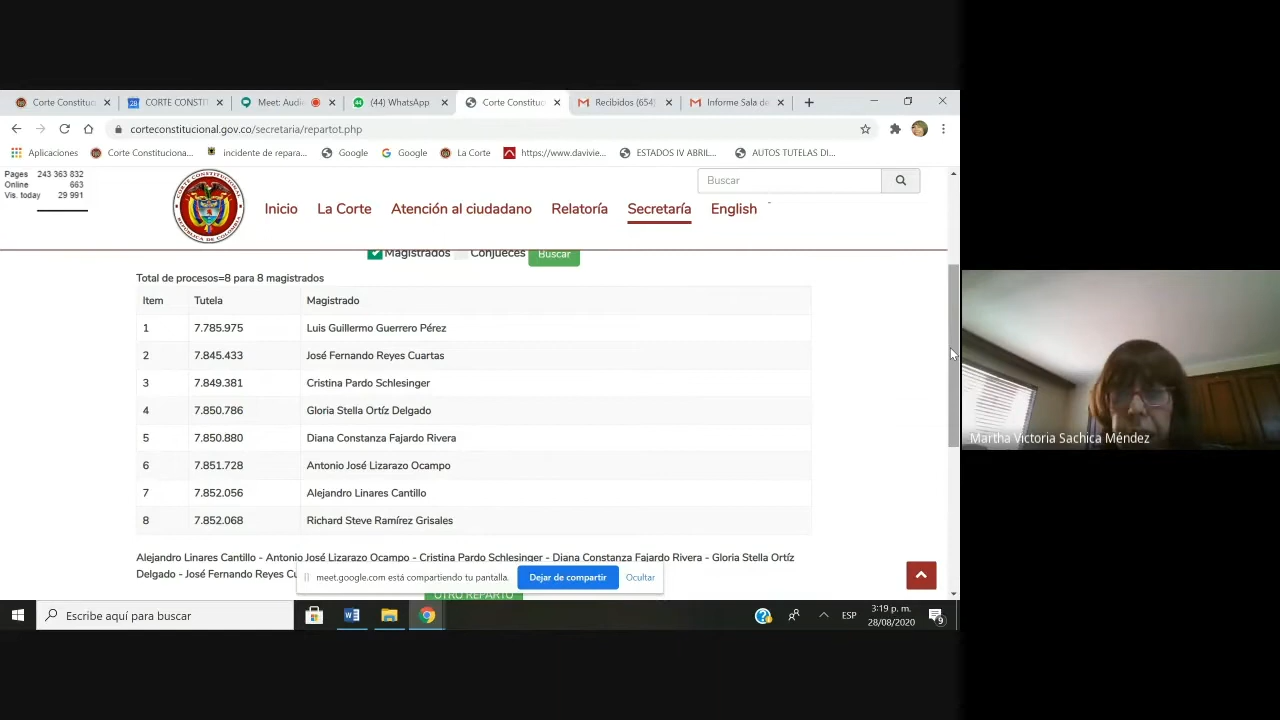 Corte Constituc
CORTE CONSTIT
Meet: Audie
(44) WhatsApp
Corte Constituc
Recibidos (654)
Informe Sala de
corteconstitucional.gov.co/secretaria/repartot.php
Aplicaciones
Corte Constituciona...
incidente de repara...
Google
Google
La Corte
https://www.davivie...
ESTADOS IV ABRIL...
AUTOS TUTELAS DI...
Pages 243 363 832
Online 663
Vis. today 29 991
CORTE CONSTITUCIONAL
REPUBLICA DE COLOMBIA
Buscar
Inicio
La Corte
Atención al ciudadano
Relatoría
Secretaría
English
Magistrados Conjueces Buscar
Total de procesos=8 para 8 magistrados
Item Tutela Magistrado
1 7.785.975 Luis Guillermo Guerrero Pérez
2 7.845.433 José Fernando Reyes Cuartas
3 7.849.381 Cristina Pardo Schlesinger
4 7.850.786 Gloria Stella Ortíz Delgado
5 7.850.880 Diana Constanza Fajardo Rivera
6 7.851.728 Antonio José Lizarazo Ocampo
7 7.852.056 Alejandro Linares Cantillo
8 7.852.068 Richard Steve Ramírez Grisales
Alejandro Linares Cantillo - Antonio José Lizarazo Ocampo - Cristina Pardo Schlesinger - Diana Constanza Fajardo Rivera - Gloria Stella Ortíz
Delgado - José Fernando Reyes Cu
meet.google.com está compartiendo tu pantalla.
Dejar de compartir
Ocultar
OTRO REPARTO
Martha Victoria Sachica Méndez
Escribe aquí para buscar
ESP
3:19 p. m.
28/08/2020
9